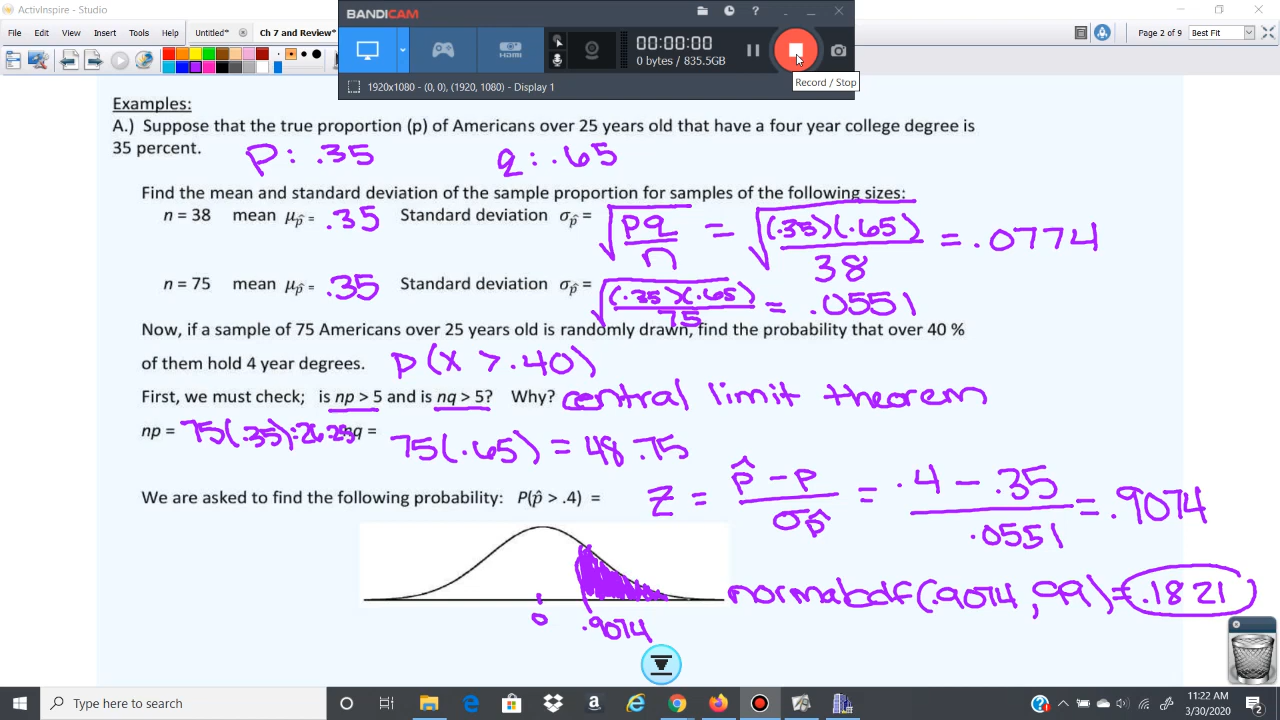 ActivInspire - Studio
BANDICAM
File Edit View Insert Tools Help
Page 2 of 9 Best Fit
Untitled* Ch 7 and Review*
00:00:00
0 bytes / 835.5GB
Record / Stop
1920x1080 - (0, 0), (1920, 1080) - Display 1
Examples:
A.) Suppose that the true proportion (p) of Americans over 25 years old that have a four year college degree is
35 percent.
p: .35 q: .65
Find the mean and standard deviation of the sample proportion for samples of the following sizes:
n = 38 mean μp̂ = .35 Standard deviation σp̂ = √(pq/n) = √((.35)(.65)/38) = .0774
n = 75 mean μp̂ = .35 Standard deviation σp̂ = √((.35)(.65)/75) = .0551
Now, if a sample of 75 Americans over 25 years old is randomly drawn, find the probability that over 40 %
of them hold 4 year degrees. P(X > .40)
First, we must check; is np > 5 and is nq > 5? Why? central limit theorem
np = 75(.35)=26.25 nq = 75(.65) = 48.75
We are asked to find the following probability: P(p̂ > .4) = z = (p̂ - p)/σp̂ = (.4 - .35)/.0551 = .9074
normalcdf(.9074, 99) = .1821
0 .9074
Type here to search
11:22 AM
3/30/2020